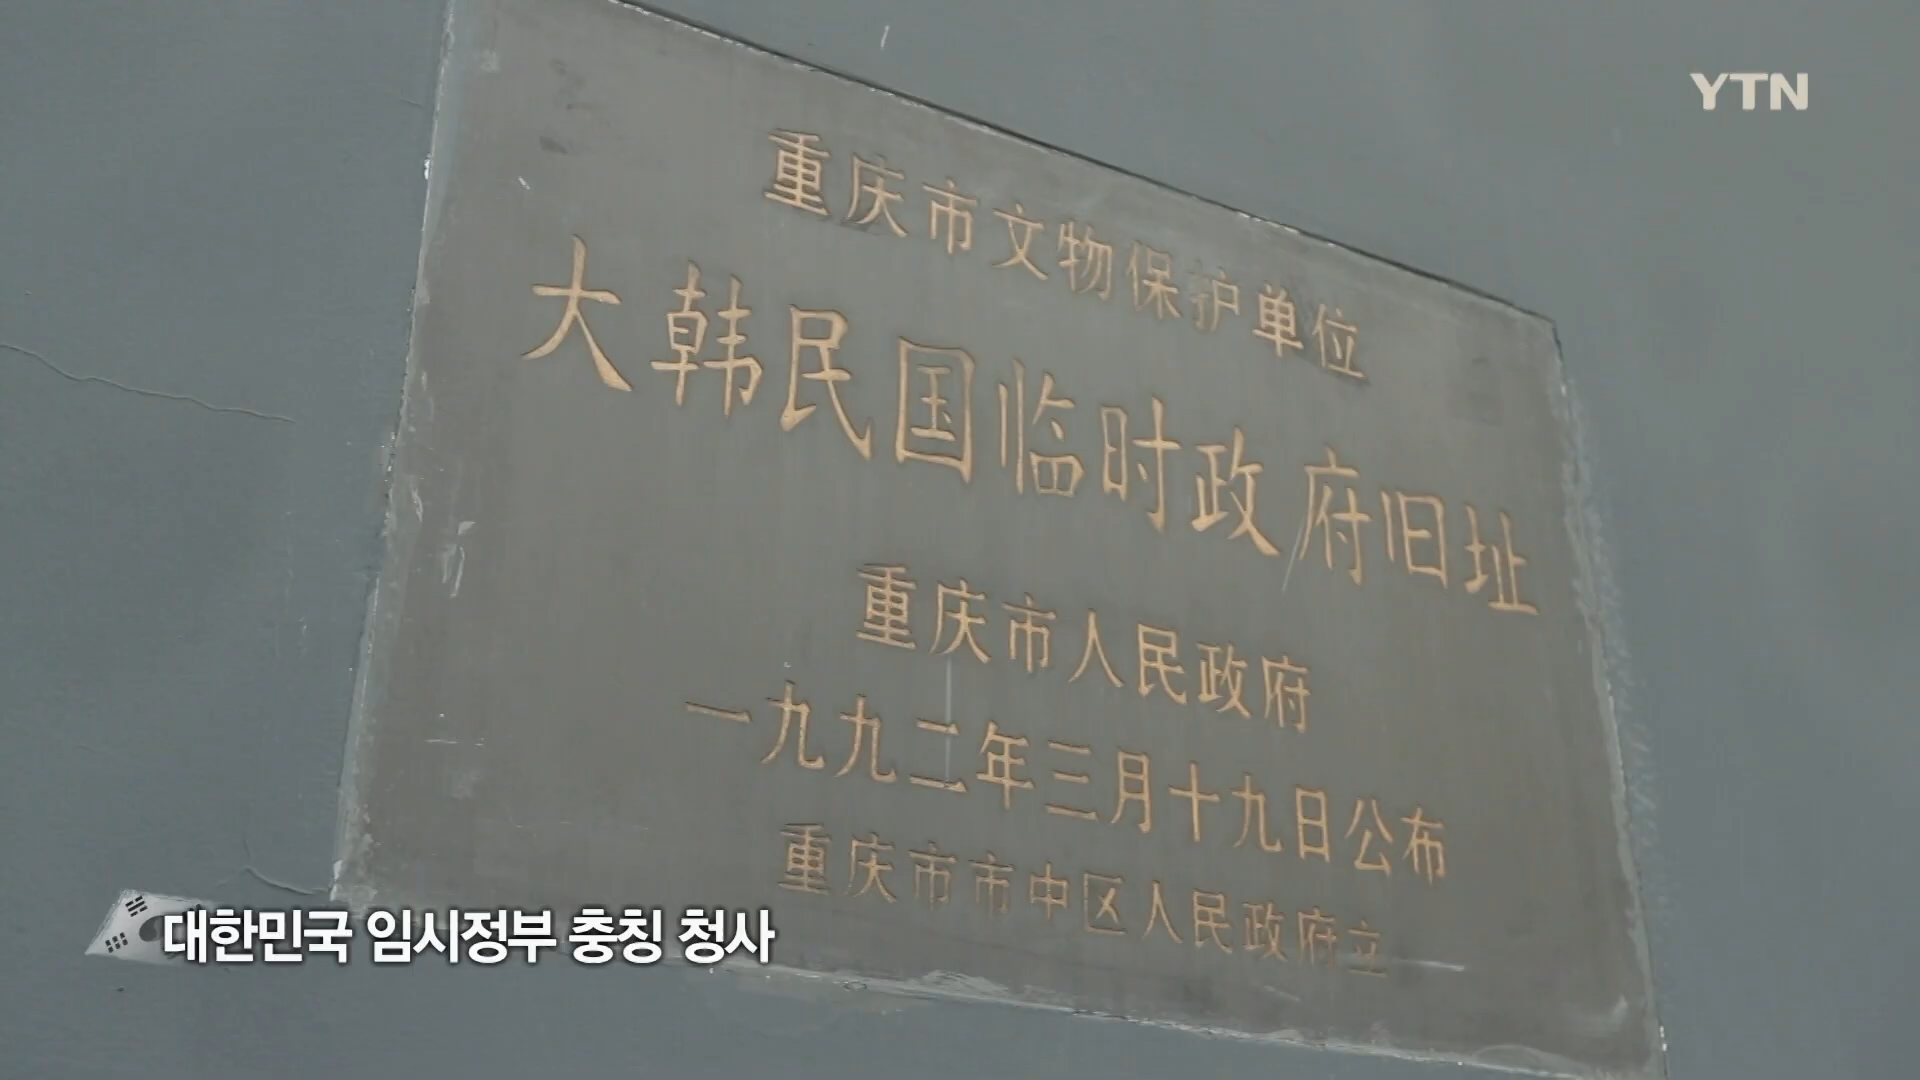 YTN
重庆市文物保护单位
大韩民国临时政府旧址
重庆市人民政府
一九九二年三月十九日公布
重庆市市中区人民政府立
대한민국 임시정부 충칭 청사